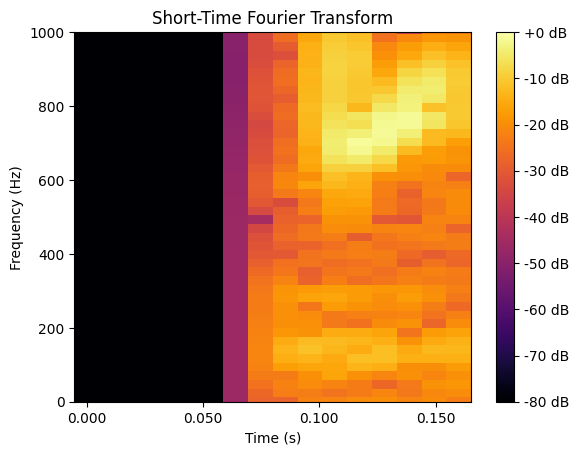 Short-Time Fourier Transform
1000
800
600
400
200
0
Frequency (Hz)
0.000
0.050
0.100
0.150
Time (s)
+0 dB
-10 dB
-20 dB
-30 dB
-40 dB
-50 dB
-60 dB
-70 dB
-80 dB